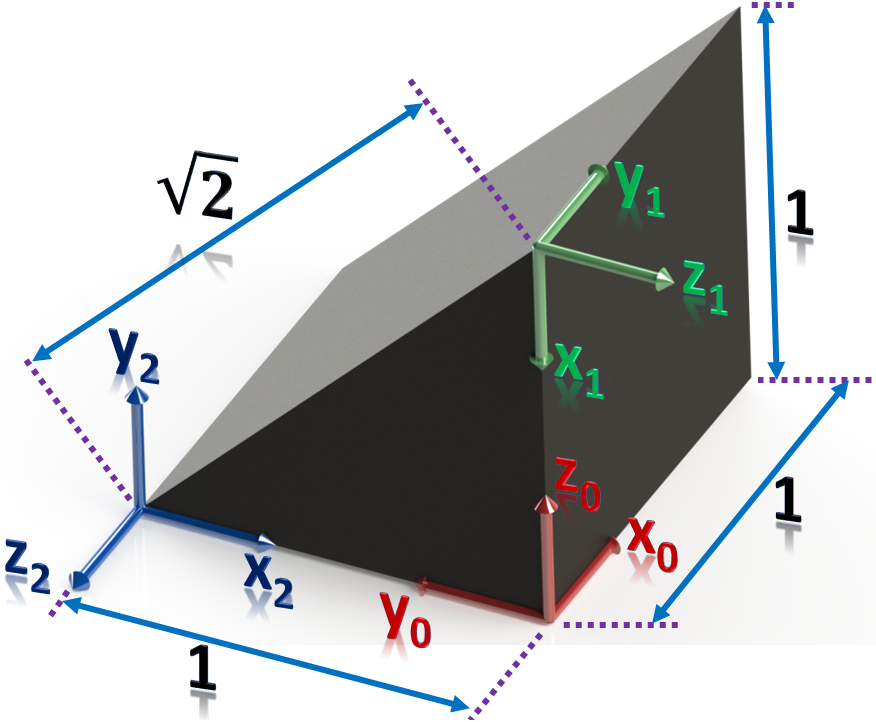 √2
1
y₁
z₁
x₁
y₂
z₀
x₀
1
z₂
x₂
y₀
1